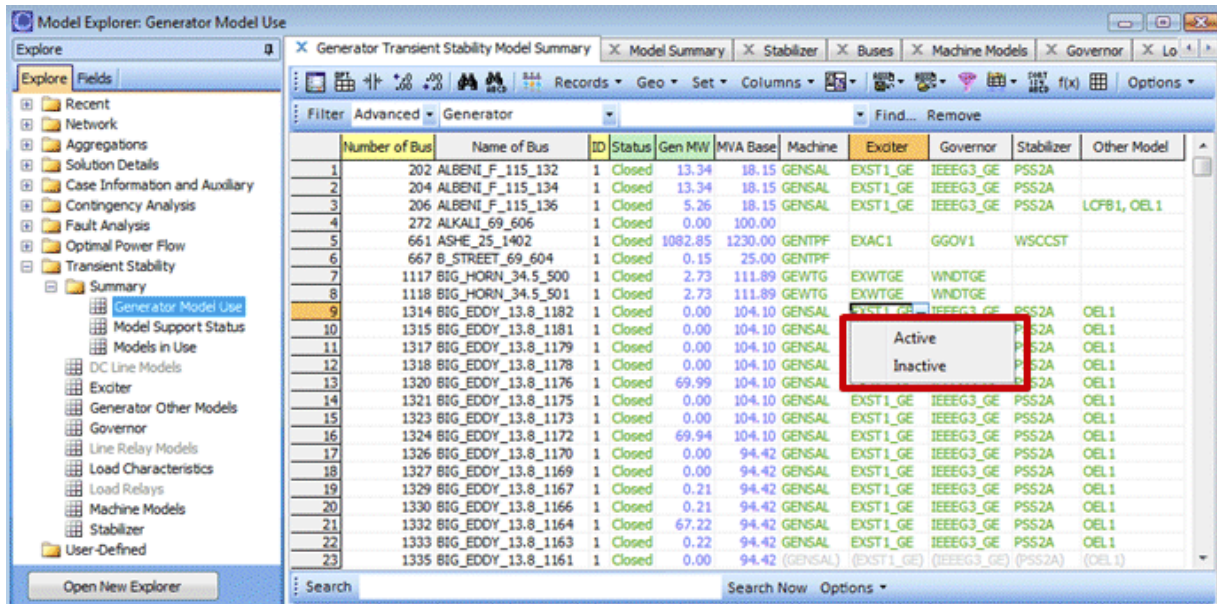 Model Explorer: Generator Model Use
Explore
Explore Fields
Recent
Network
Aggregations
Solution Details
Case Information and Auxiliary
Contingency Analysis
Fault Analysis
Optimal Power Flow
Transient Stability
Summary
Generator Model Use
Model Support Status
Models in Use
DC Line Models
Exciter
Generator Other Models
Governor
Line Relay Models
Load Characteristics
Load Relays
Machine Models
Stabilizer
User-Defined
Open New Explorer
X Generator Transient Stability Model Summary X Model Summary X Stabilizer X Buses X Machine Models X Governor X Lo
Records Geo Set Columns f(x) Options
Filter Advanced Generator Find... Remove
Number of Bus Name of Bus ID Status Gen MW MVA Base Machine Exciter Governor Stabilizer Other Model
1 202 ALBENI_F_115_132 1 Closed 13.34 18.15 GENSAL EXST1_GE IEEEG3_GE PSS2A
2 204 ALBENI_F_115_134 1 Closed 13.34 18.15 GENSAL EXST1_GE IEEEG3_GE PSS2A
3 206 ALBENI_F_115_136 1 Closed 5.26 18.15 GENSAL EXST1_GE IEEEG3_GE PSS2A LCFB1, OEL1
4 272 ALKALI_69_606 1 Closed 0.00 100.00
5 661 ASHE_25_1402 1 Closed 1082.85 1230.00 GENTPF EXAC1 GGOV1 WSCCST
6 667 B_STREET_69_604 1 Closed 0.15 25.00 GENTPF
7 1117 BIG_HORN_34.5_500 1 Closed 2.73 111.89 GEWTG EXWTGE WNDTGE
8 1118 BIG_HORN_34.5_501 1 Closed 2.73 111.89 GEWTG EXWTGE WNDTGE
9 1314 BIG_EDDY_13.8_1182 1 Closed 0.00 104.10 GENSAL EXST1_GE IEEEG3_GE PSS2A OEL1
10 1315 BIG_EDDY_13.8_1181 1 Closed 0.00 104.10 GENSAL PSS2A OEL1
11 1317 BIG_EDDY_13.8_1179 1 Closed 0.00 104.10 GENSAL PSS2A OEL1
12 1318 BIG_EDDY_13.8_1178 1 Closed 0.00 104.10 GENSAL PSS2A OEL1
13 1320 BIG_EDDY_13.8_1176 1 Closed 69.99 104.10 GENSAL PSS2A OEL1
Active
Inactive
14 1321 BIG_EDDY_13.8_1175 1 Closed 0.00 104.10 GENSAL EXST1_GE IEEEG3_GE PSS2A OEL1
15 1323 BIG_EDDY_13.8_1173 1 Closed 0.00 104.10 GENSAL EXST1_GE IEEEG3_GE PSS2A OEL1
16 1324 BIG_EDDY_13.8_1172 1 Closed 69.94 104.10 GENSAL EXST1_GE IEEEG3_GE PSS2A OEL1
17 1326 BIG_EDDY_13.8_1170 1 Closed 0.00 94.42 GENSAL EXST1_GE IEEEG3_GE PSS2A OEL1
18 1327 BIG_EDDY_13.8_1169 1 Closed 0.00 94.42 GENSAL EXST1_GE IEEEG3_GE PSS2A OEL1
19 1329 BIG_EDDY_13.8_1167 1 Closed 0.21 94.42 GENSAL EXST1_GE IEEEG3_GE PSS2A OEL1
20 1330 BIG_EDDY_13.8_1166 1 Closed 0.21 94.42 GENSAL EXST1_GE IEEEG3_GE PSS2A OEL1
21 1332 BIG_EDDY_13.8_1164 1 Closed 67.22 94.42 GENSAL EXST1_GE IEEEG3_GE PSS2A OEL1
22 1333 BIG_EDDY_13.8_1163 1 Closed 0.22 94.42 GENSAL EXST1_GE IEEEG3_GE PSS2A OEL1
23 1335 BIG_EDDY_13.8_1161 1 Closed 0.00 94.42 (GENSAL) (EXST1_GE) (IEEEG3_GE) (PSS2A) (OEL1)
Search Search Now Options